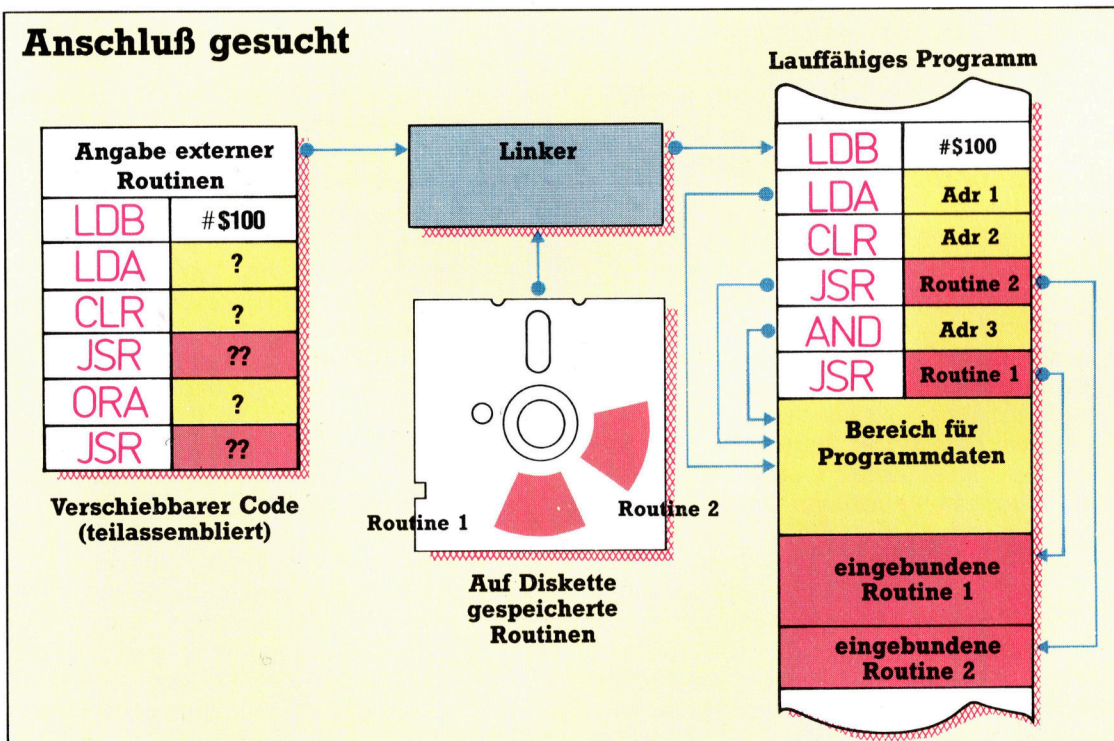 Anschluß gesucht
Angabe externer
Routinen
LDB #$100
LDA ?
CLR ?
JSR ??
ORA ?
JSR ??
Verschiebbarer Code
(teilassembliert)
Linker
Routine 1
Routine 2
Auf Diskette
gespeicherte
Routinen
Lauffähiges Programm
LDB #$100
LDA Adr 1
CLR Adr 2
JSR Routine 2
AND Adr 3
JSR Routine 1
Bereich für
Programmdaten
eingebundene
Routine 1
eingebundene
Routine 2